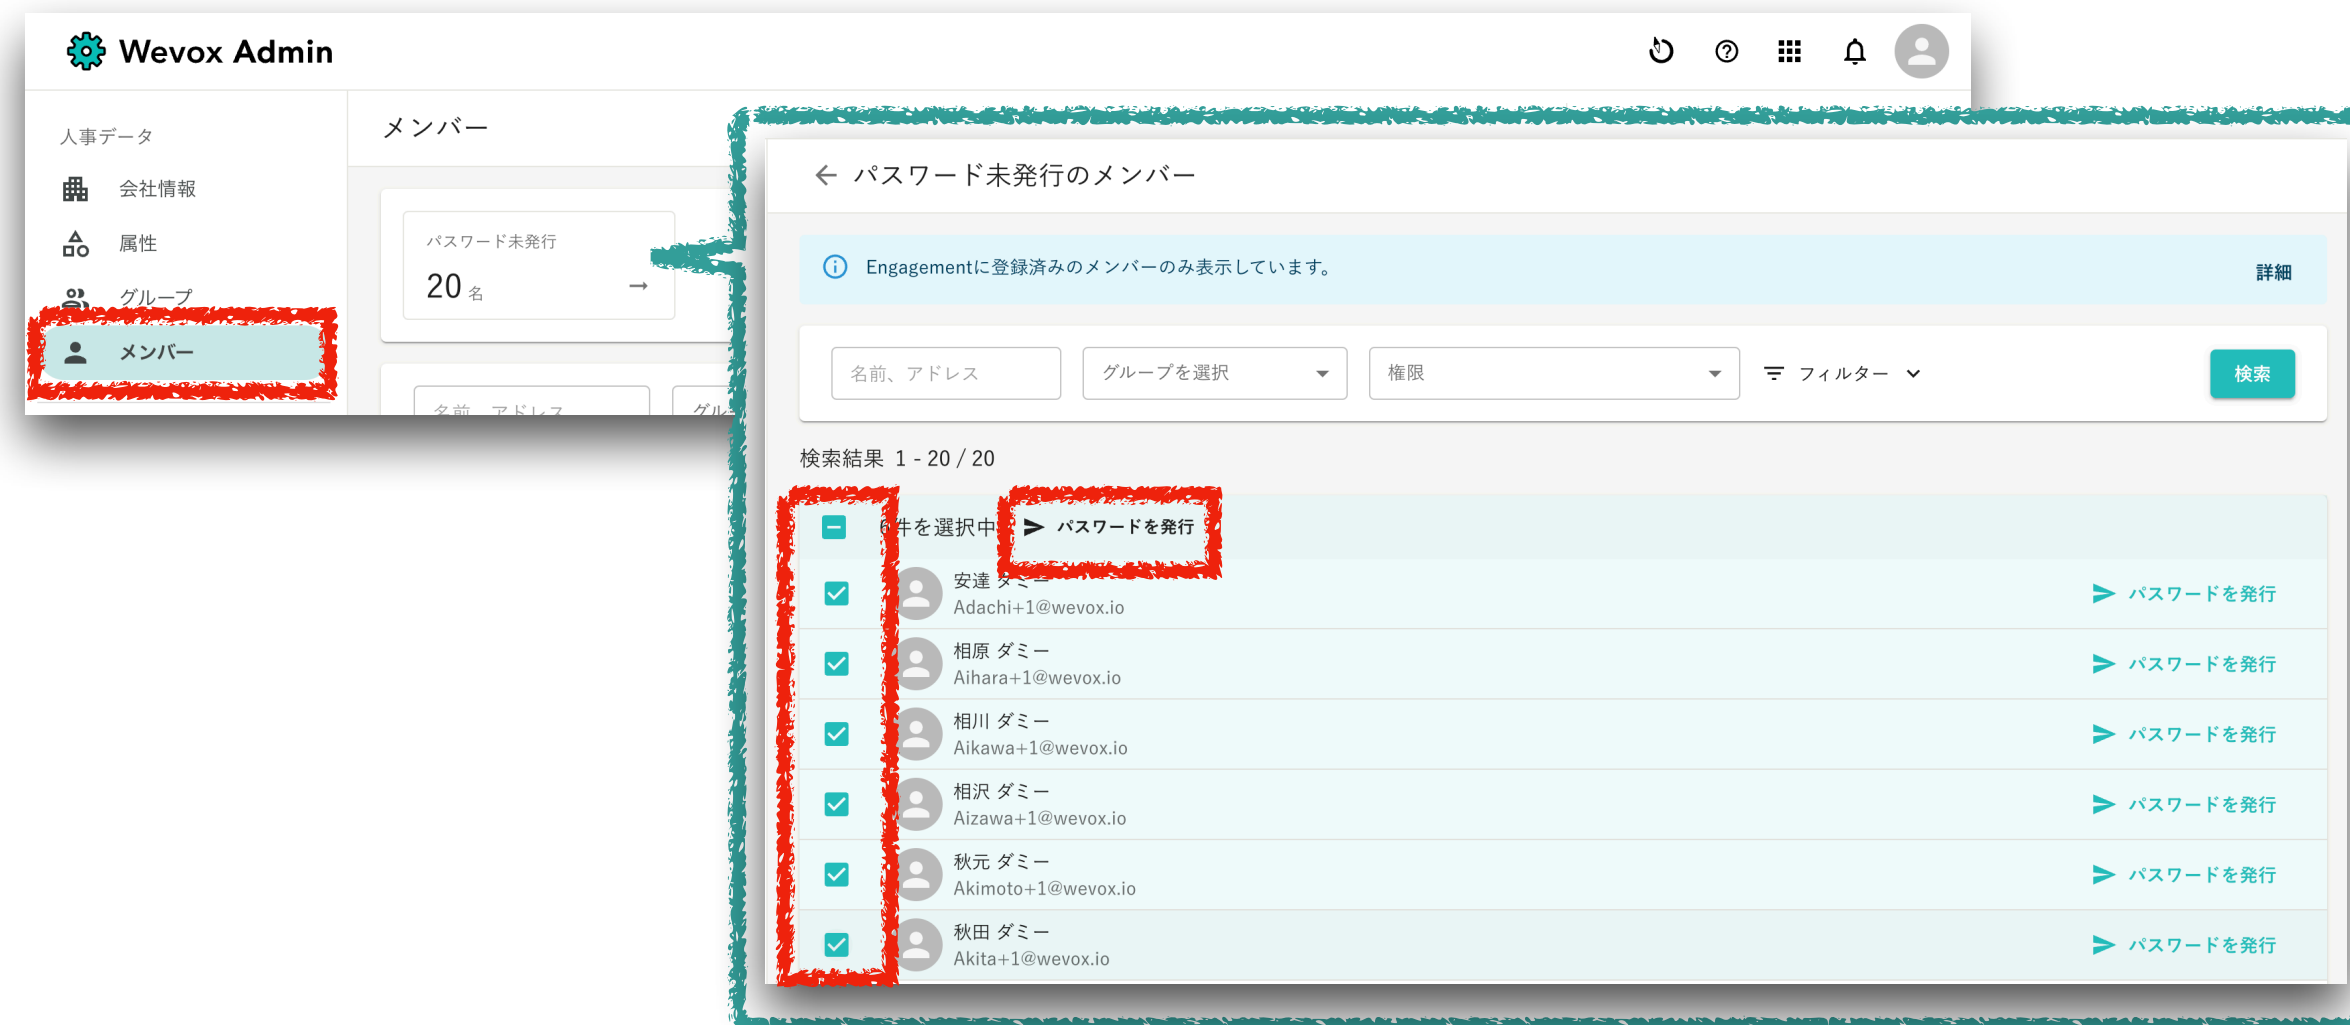 Wevox Admin
人事データ
会社情報
属性
グループ
メンバー
メンバー
パスワード未発行
20 名
名前、アドレス
グル
パスワード未発行のメンバー
Engagementに登録済みのメンバーのみ表示しています。
詳細
名前、アドレス
グループを選択
権限
フィルター
検索
検索結果 1 - 20 / 20
6件を選択中
パスワードを発行
安達 ダミー
Adachi+1@wevox.io
パスワードを発行
相原 ダミー
Aihara+1@wevox.io
パスワードを発行
相川 ダミー
Aikawa+1@wevox.io
パスワードを発行
相沢 ダミー
Aizawa+1@wevox.io
パスワードを発行
秋元 ダミー
Akimoto+1@wevox.io
パスワードを発行
秋田 ダミー
Akita+1@wevox.io
パスワードを発行